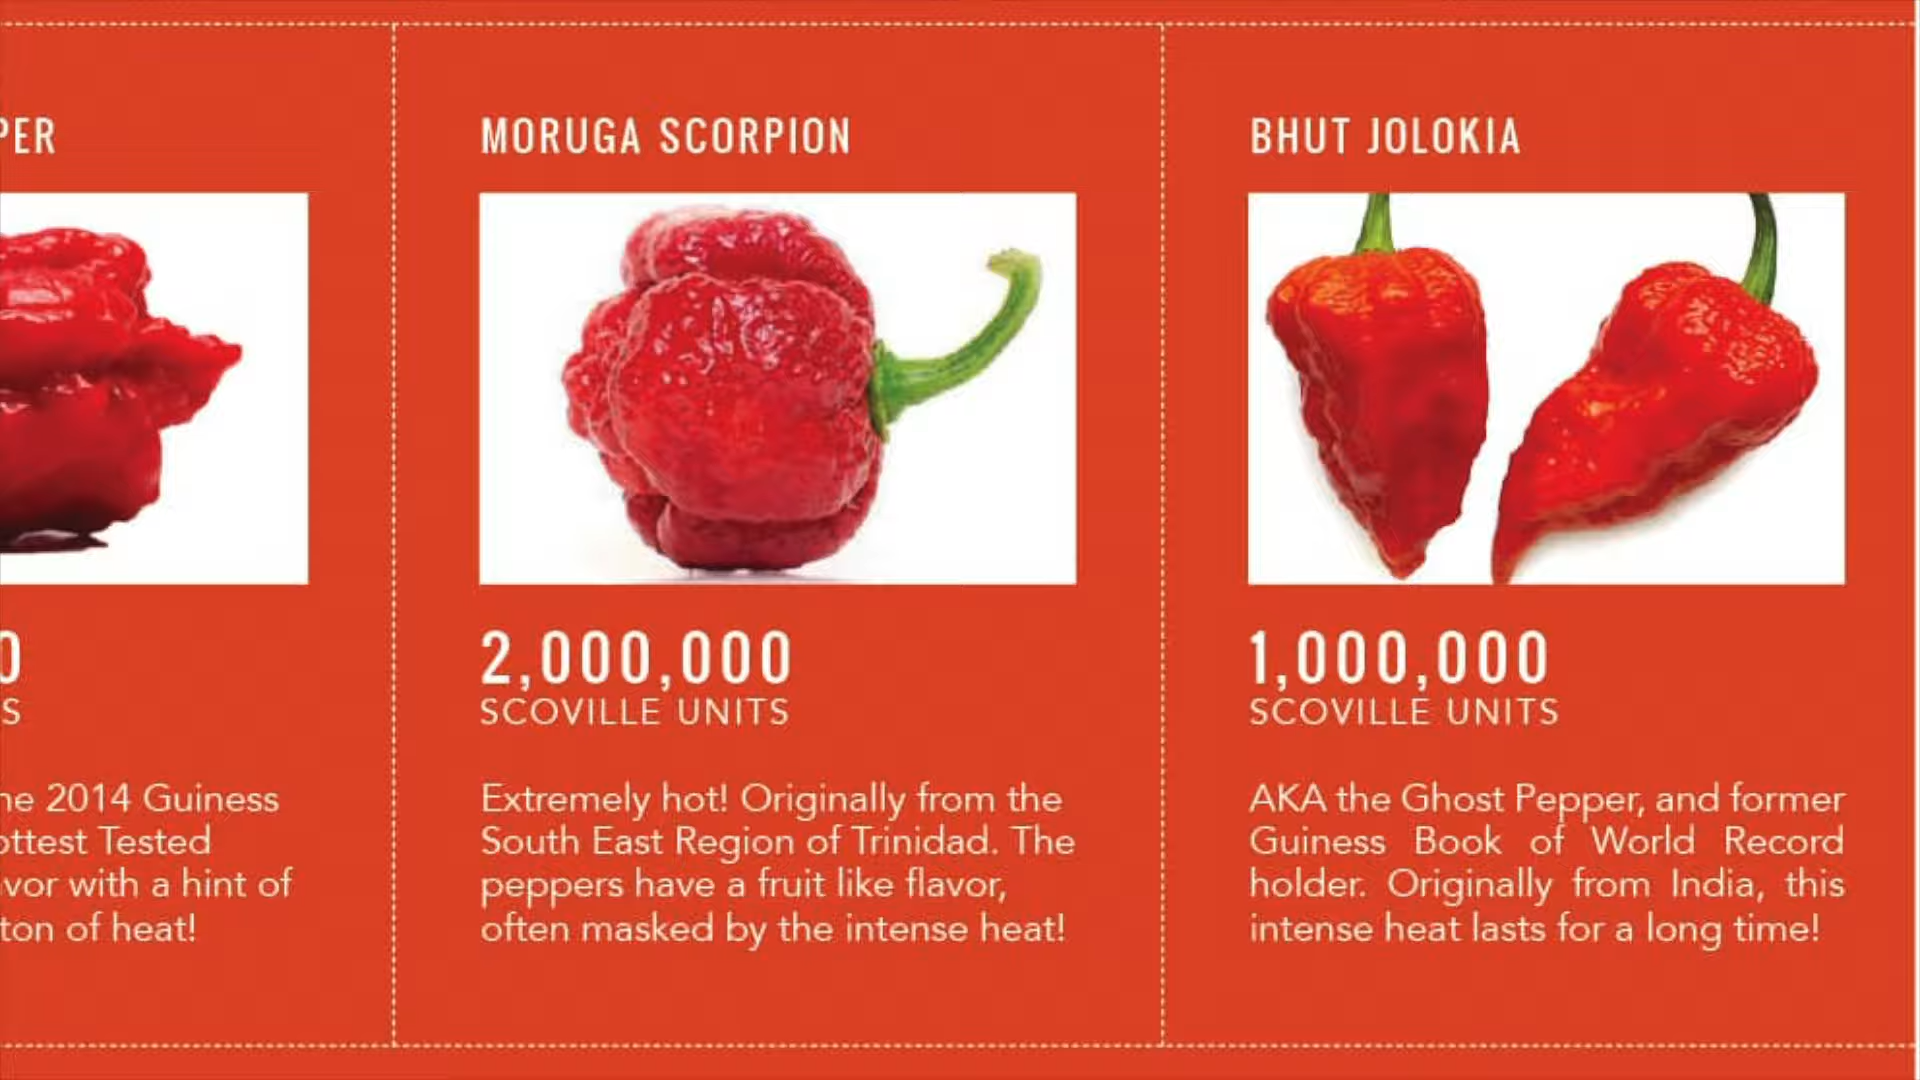 PER
0
S
he 2014 Guiness
ottest Tested
vor with a hint of
ton of heat!
MORUGA SCORPION
2,000,000
SCOVILLE UNITS
Extremely hot! Originally from the
South East Region of Trinidad. The
peppers have a fruit like flavor,
often masked by the intense heat!
BHUT JOLOKIA
1,000,000
SCOVILLE UNITS
AKA the Ghost Pepper, and former
Guiness Book of World Record
holder. Originally from India, this
intense heat lasts for a long time!